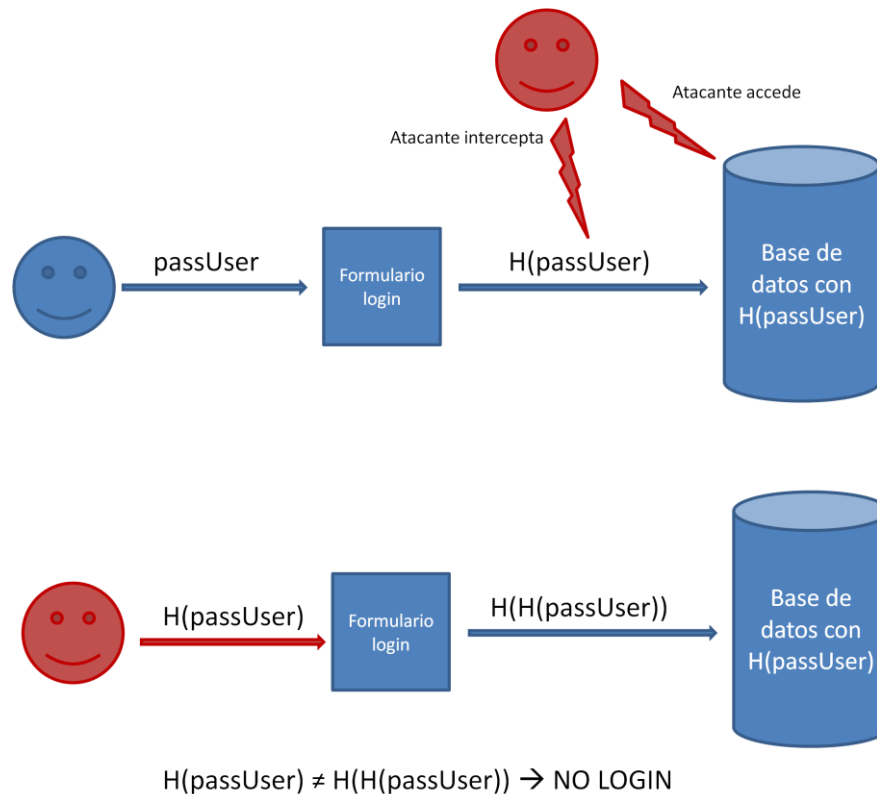 Atacante accede
Atacante intercepta
passUser
Formulario
login
H(passUser)
Base de
datos con
H(passUser)
H(passUser)
Formulario
login
H(H(passUser))
Base de
datos con
H(passUser)
H(passUser) ≠ H(H(passUser)) → NO LOGIN